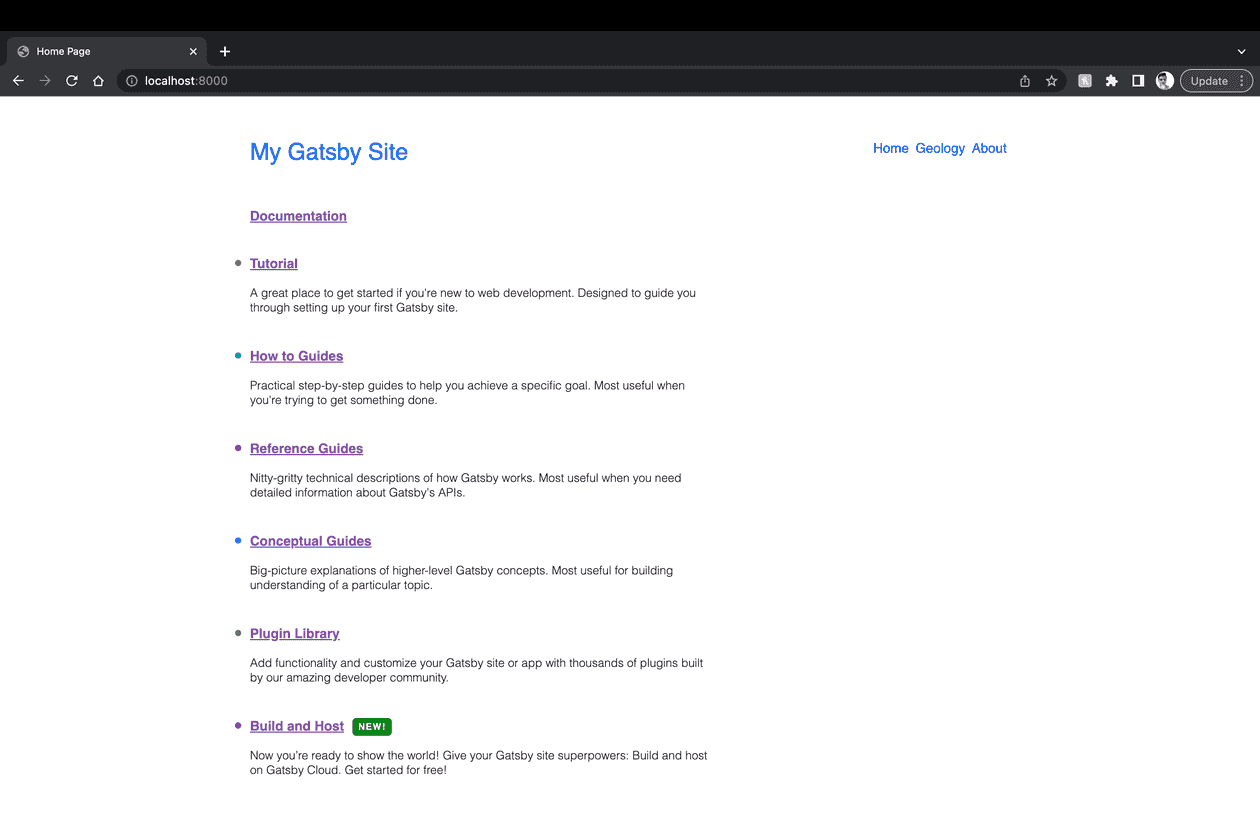 Home Page
localhost:8000
Update
My Gatsby Site
Home Geology About
Documentation
Tutorial
A great place to get started if you're new to web development. Designed to guide you
through setting up your first Gatsby site.
How to Guides
Practical step-by-step guides to help you achieve a specific goal. Most useful when
you're trying to get something done.
Reference Guides
Nitty-gritty technical descriptions of how Gatsby works. Most useful when you need
detailed information about Gatsby's APIs.
Conceptual Guides
Big-picture explanations of higher-level Gatsby concepts. Most useful for building
understanding of a particular topic.
Plugin Library
Add functionality and customize your Gatsby site or app with thousands of plugins built
by our amazing developer community.
Build and Host NEW!
Now you're ready to show the world! Give your Gatsby site superpowers: Build and host
on Gatsby Cloud. Get started for free!